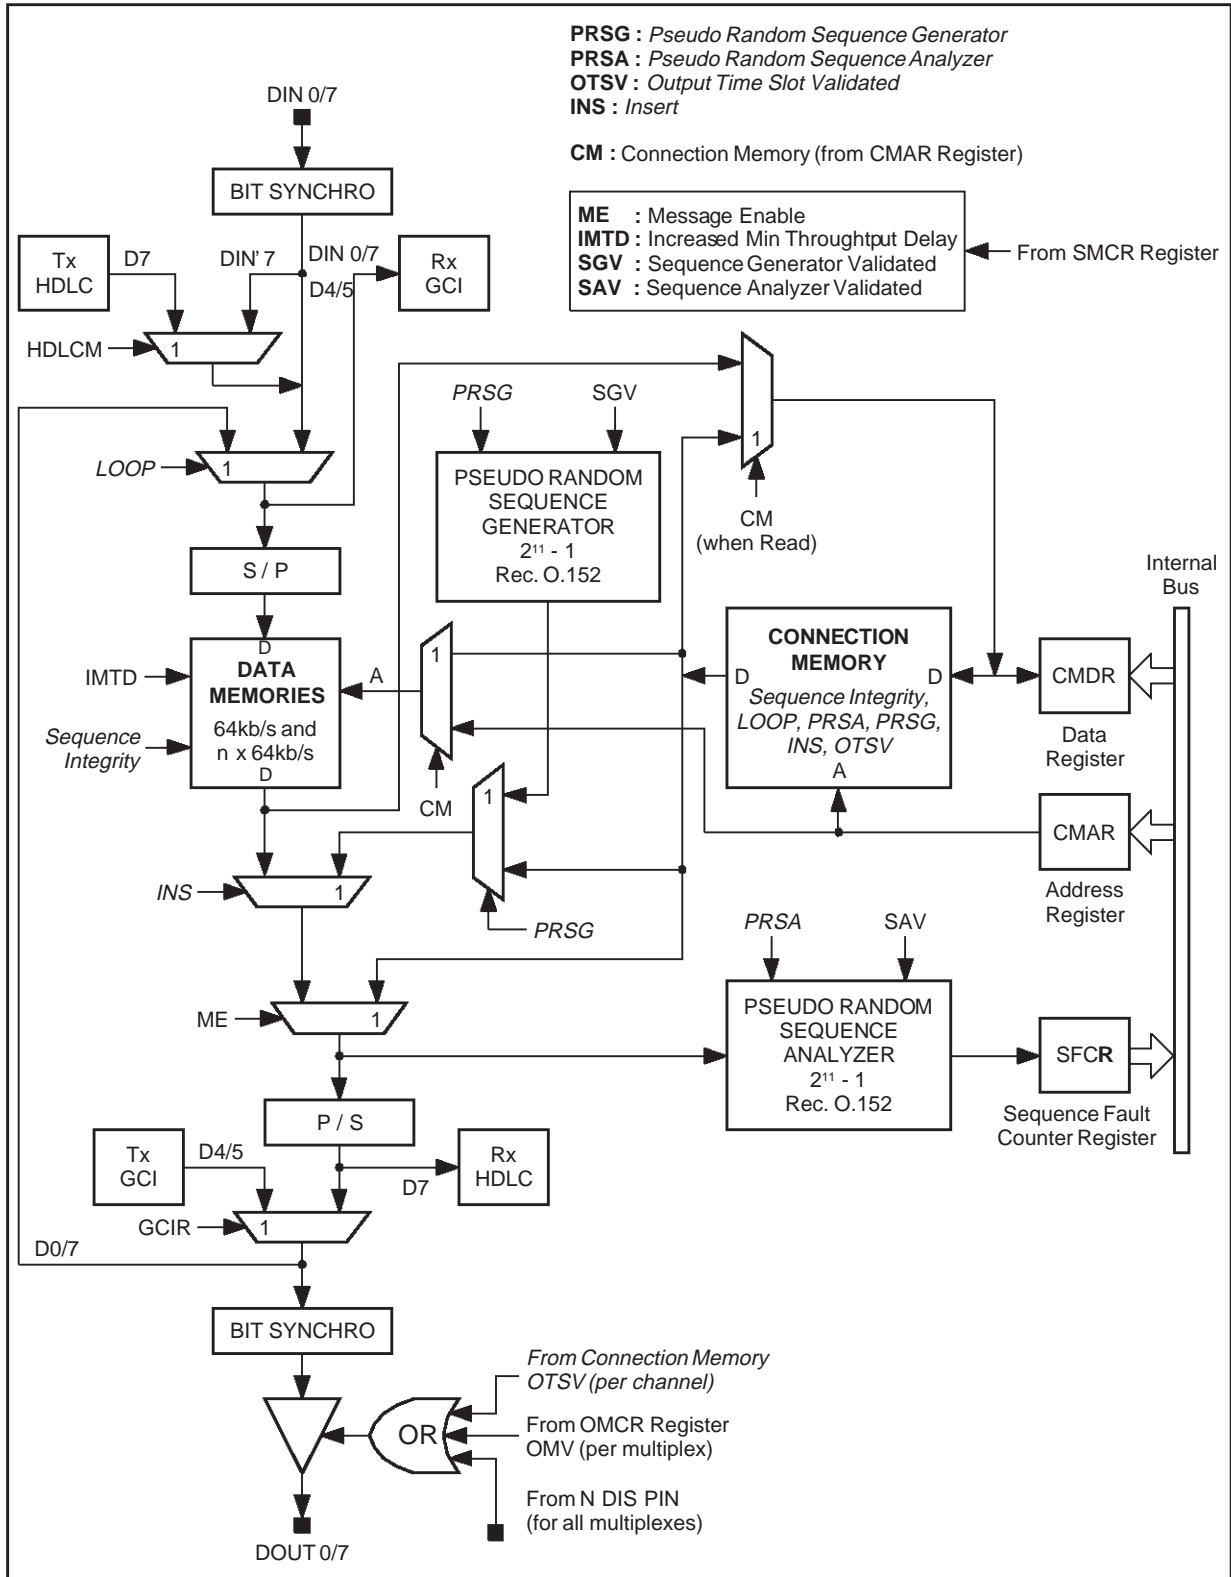 PRSG : Pseudo Random Sequence Generator
PRSA : Pseudo Random Sequence Analyzer
OTSV : Output Time Slot Validated
INS : Insert
CM : Connection Memory (from CMAR Register)
ME : Message Enable
IMTD : Increased Min Throughtput Delay
SGV : Sequence Generator Validated
SAV : Sequence Analyzer Validated
From SMCR Register
DIN 0/7
BIT SYNCHRO
Tx
HDLC
D7
DIN' 7
DIN 0/7
D4/5
Rx
GCI
HDLCM
1
LOOP
1
S / P
PRSG
SGV
PSEUDO RANDOM
SEQUENCE
GENERATOR
2¹¹ - 1
Rec. O.152
1
CM
(when Read)
Internal
Bus
D
DATA
MEMORIES
64kb/s and
n x 64kb/s
D
IMTD
Sequence
Integrity
A
1
CM
CONNECTION
MEMORY
D
D
Sequence Integrity,
LOOP, PRSA, PRSG,
INS, OTSV
A
CMDR
Data
Register
CMAR
Address
Register
1
PRSG
INS
1
ME
1
PRSA
SAV
PSEUDO RANDOM
SEQUENCE
ANALYZER
2¹¹ - 1
Rec. O.152
SFCR
Sequence Fault
Counter Register
P / S
Tx
GCI
D4/5
D7
Rx
HDLC
GCIR
1
D0/7
BIT SYNCHRO
OR
From Connection Memory
OTSV (per channel)
From OMCR Register
OMV (per multiplex)
From N DIS PIN
(for all multiplexes)
DOUT 0/7